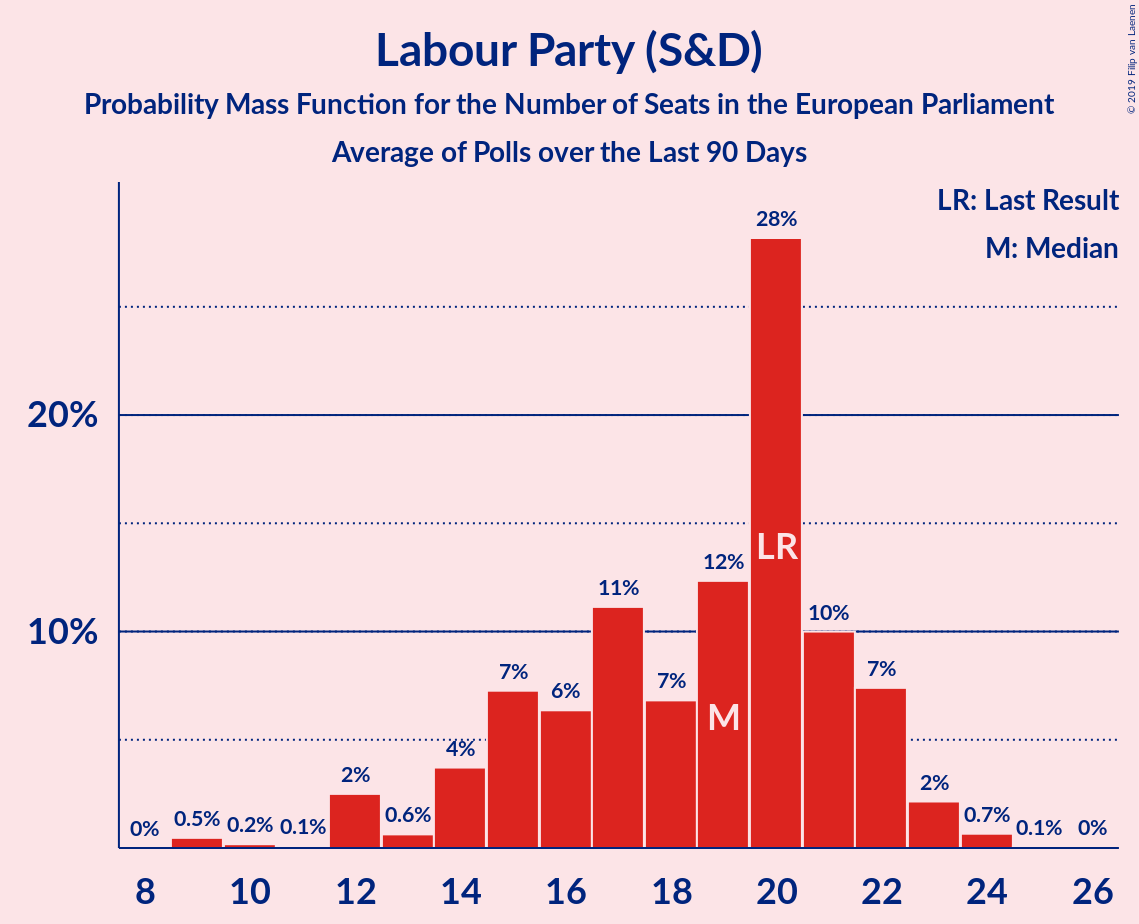 Labour Party (S&D)
Probability Mass Function for the Number of Seats in the European Parliament
Average of Polls over the Last 90 Days
© 2019 Filip van Laenen
LR: Last Result
M: Median
20%
10%
0%
0.5%
0.2%
0.1%
2%
0.6%
4%
7%
6%
11%
7%
12%
28%
10%
7%
2%
0.7%
0.1%
0%
LR
M
8 10 12 14 16 18 20 22 24 26